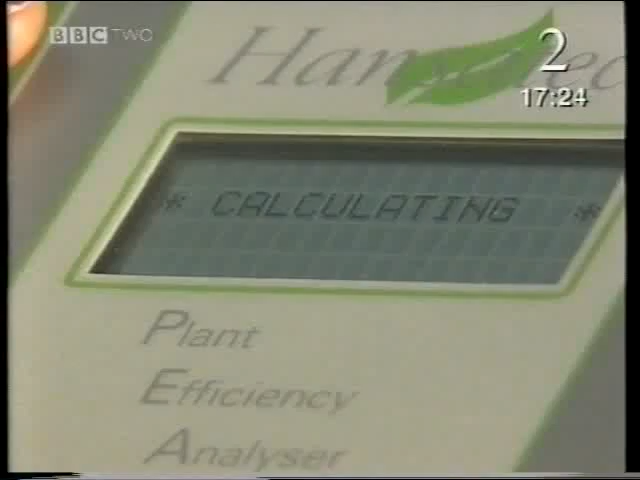 BBC TWO
2
17:24
* CALCULATING *
Plant
Efficiency
Analyser